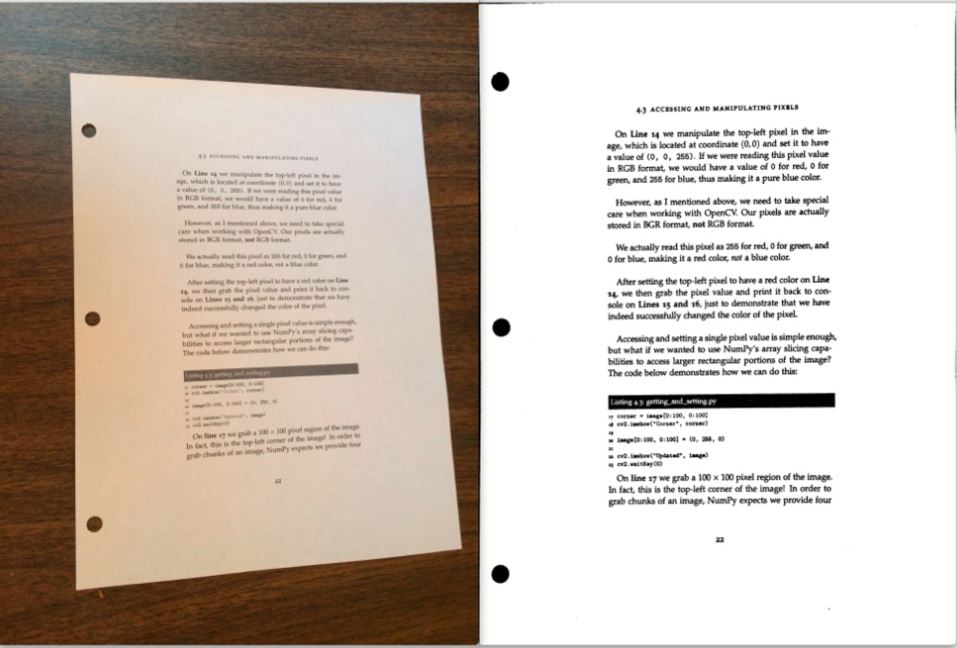 4.3 ACCESSING AND MANIPULATING PIXELS
On Line 14 we manipulate the top-left pixel in the im-
age, which is located at coordinate (0,0) and set it to have
a value of (0, 0, 255). If we were reading this pixel value
in RGB format, we would have a value of 0 for red, 0 for
green, and 255 for blue, thus making it a pure blue color.
However, as I mentioned above, we need to take special
care when working with OpenCV. Our pixels are actually
stored in BGR format, not RGB format.
We actually read this pixel as 255 for red, 0 for green, and
0 for blue, making it a red color, not a blue color.
After setting the top-left pixel to have a red color on Line
14, we then grab the pixel value and print it back to con-
sole on Lines 15 and 16, just to demonstrate that we have
indeed successfully changed the color of the pixel.
Accessing and setting a single pixel value is simple enough,
but what if we wanted to use NumPy's array slicing capa-
bilities to access larger rectangular portions of the image?
The code below demonstrates how we can do this:
Listing 4.3: getting_and_setting.py
17 corner = image[0:100, 0:100]
18 cv2.imshow("Corner", corner)
19
20 image[0:100, 0:100] = (0, 255, 0)
21
22 cv2.imshow("Updated", image)
23 cv2.waitKey(0)
On line 17 we grab a 100 × 100 pixel region of the image.
In fact, this is the top-left corner of the image! In order to
grab chunks of an image, NumPy expects we provide four
22
4.3 ACCESSING AND MANIPULATING PIXELS
On Line 14 we manipulate the top-left pixel in the im-
age, which is located at coordinate (0,0) and set it to have
a value of (0, 0, 255). If we were reading this pixel value
in RGB format, we would have a value of 0 for red, 0 for
green, and 255 for blue, thus making it a pure blue color.
However, as I mentioned above, we need to take special
care when working with OpenCV. Our pixels are actually
stored in BGR format, not RGB format.
We actually read this pixel as 255 for red, 0 for green, and
0 for blue, making it a red color, not a blue color.
After setting the top-left pixel to have a red color on Line
14, we then grab the pixel value and print it back to con-
sole on Lines 15 and 16, just to demonstrate that we have
indeed successfully changed the color of the pixel.
Accessing and setting a single pixel value is simple enough,
but what if we wanted to use NumPy's array slicing capa-
bilities to access larger rectangular portions of the image?
The code below demonstrates how we can do this:
Listing 4.3: getting_and_setting.py
17 corner = image[0:100, 0:100]
18 cv2.imshow("Corner", corner)
19
20 image[0:100, 0:100] = (0, 255, 0)
21
22 cv2.imshow("Updated", image)
23 cv2.waitKey(0)
On line 17 we grab a 100 × 100 pixel region of the image.
In fact, this is the top-left corner of the image! In order to
grab chunks of an image, NumPy expects we provide four
22